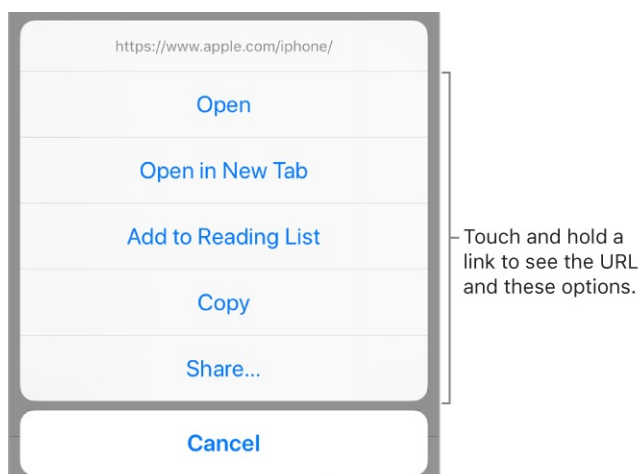 https://www.apple.com/iphone/
Open
Open in New Tab
Add to Reading List
Copy
Share...
Cancel
Touch and hold a
link to see the URL
and these options.